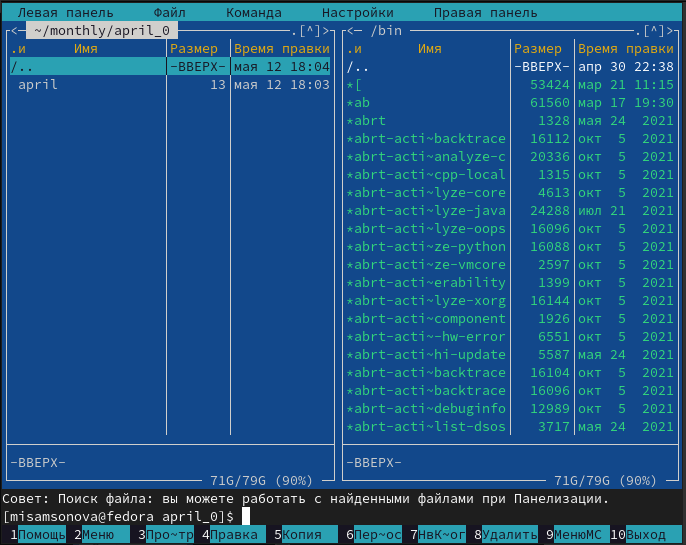 Левая панель Файл Команда Настройки Правая панель
<─ ~/monthly/april_0 .[^]> <─ /bin .[^]>
.и Имя Размер Время правки .и Имя Размер Время правки
/.. -ВВЕРХ- мая 12 18:04 /.. -ВВЕРХ- апр 30 22:38
april 13 мая 12 18:03 *[ 53424 мар 21 11:15
*ab 61560 мар 17 19:30
*abrt 1328 мая 24 2021
*abrt-acti~backtrace 16112 окт 5 2021
*abrt-acti~analyze-c 20336 окт 5 2021
*abrt-acti~cpp-local 1315 окт 5 2021
*abrt-acti~lyze-core 4613 окт 5 2021
*abrt-acti~lyze-java 24288 июл 21 2021
*abrt-acti~lyze-oops 16096 окт 5 2021
*abrt-acti~ze-python 16088 окт 5 2021
*abrt-acti~ze-vmcore 2597 окт 5 2021
*abrt-acti~erability 1399 окт 5 2021
*abrt-acti~lyze-xorg 16144 окт 5 2021
*abrt-acti~component 1926 окт 5 2021
*abrt-acti~-hw-error 6551 окт 5 2021
*abrt-acti~hi-update 5587 мая 24 2021
*abrt-acti~backtrace 16104 окт 5 2021
*abrt-acti~backtrace 16096 окт 5 2021
*abrt-acti~debuginfo 12989 окт 5 2021
*abrt-acti~list-dsos 3717 мая 24 2021
-ВВЕРХ- -ВВЕРХ-
71G/79G (90%) 71G/79G (90%)
Совет: Поиск файла: вы можете работать с найденными файлами при Панелизации.
[misamsonova@fedora april_0]$
1Помощь 2Меню 3Про~тр 4Правка 5Копия 6Пер~ос 7НвК~ог 8Удалить 9МенюМС 10Выход